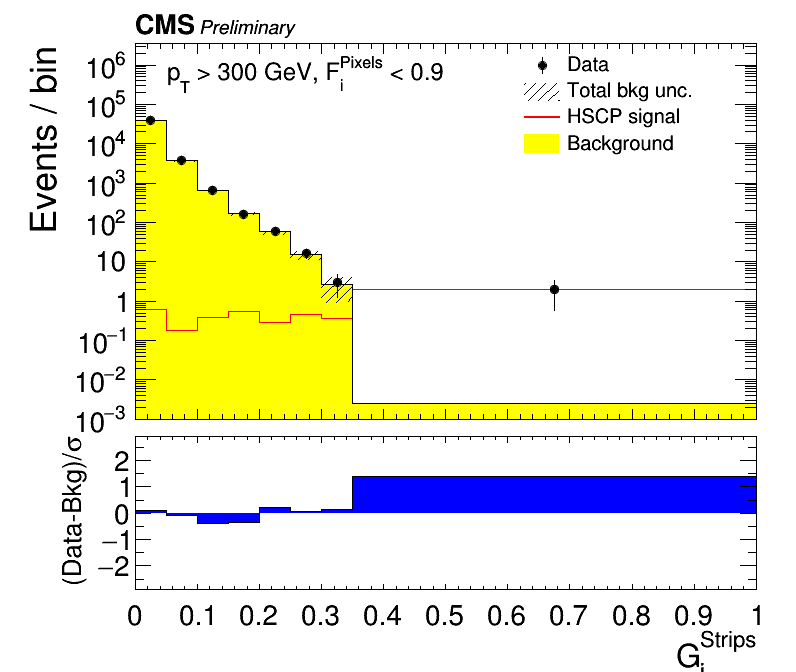 CMS Preliminary
p_T > 300 GeV, F_i^Pixels < 0.9
Data
Total bkg unc.
HSCP signal
Background
Events / bin
10^6
10^5
10^4
10^3
10^2
10
1
10^−1
10^−2
10^−3
(Data-Bkg)/σ
2
1
0
−1
−2
0 0.1 0.2 0.3 0.4 0.5 0.6 0.7 0.8 0.9 1
G_i^Strips